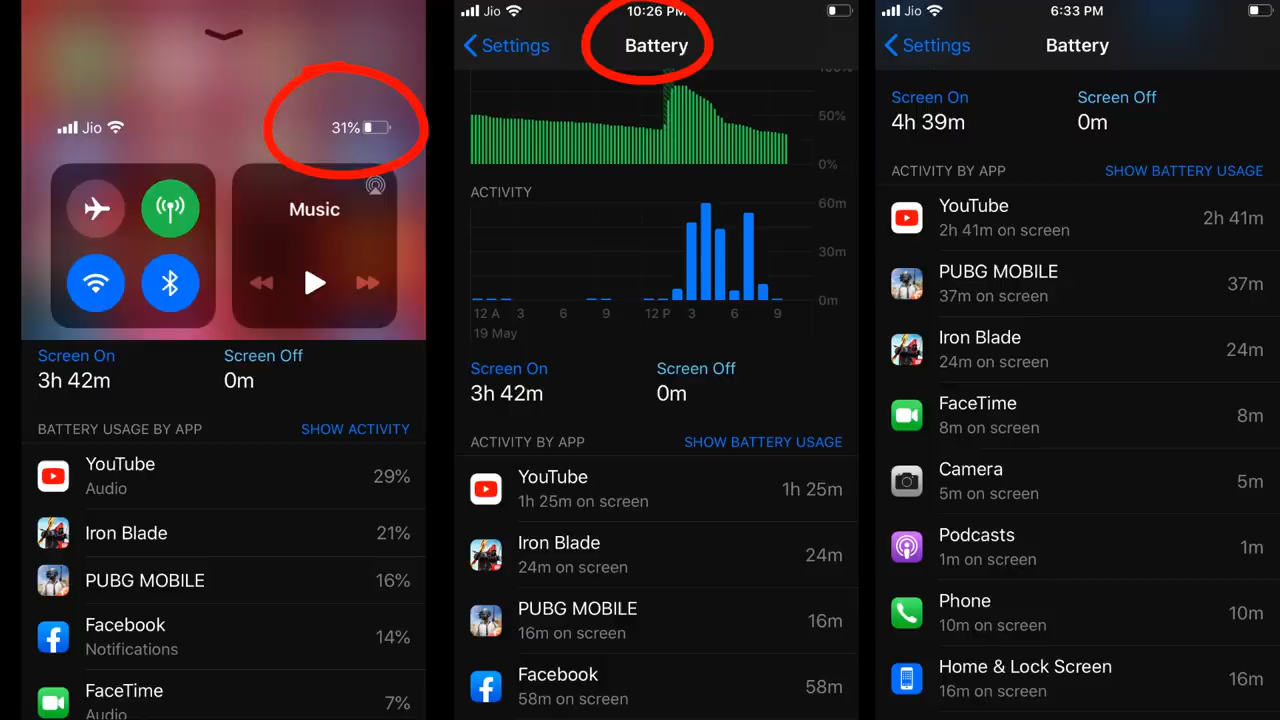 Jio
31%
Music
Screen On
Screen Off
3h 42m
0m
BATTERY USAGE BY APP
SHOW ACTIVITY
YouTube
Audio
29%
Iron Blade
21%
PUBG MOBILE
16%
Facebook
Notifications
14%
FaceTime
Audio
7%
Jio
10:26 PM
Settings
Battery
100%
50%
0%
ACTIVITY
60m
30m
0m
12 A
3
6
9
12 P
3
6
9
19 May
Screen On
Screen Off
3h 42m
0m
ACTIVITY BY APP
SHOW BATTERY USAGE
YouTube
1h 25m on screen
1h 25m
Iron Blade
24m on screen
24m
PUBG MOBILE
16m on screen
16m
Facebook
58m on screen
58m
Jio
6:33 PM
Settings
Battery
Screen On
Screen Off
4h 39m
0m
ACTIVITY BY APP
SHOW BATTERY USAGE
YouTube
2h 41m on screen
2h 41m
PUBG MOBILE
37m on screen
37m
Iron Blade
24m on screen
24m
FaceTime
8m on screen
8m
Camera
5m on screen
5m
Podcasts
1m on screen
1m
Phone
10m on screen
10m
Home & Lock Screen
16m on screen
16m